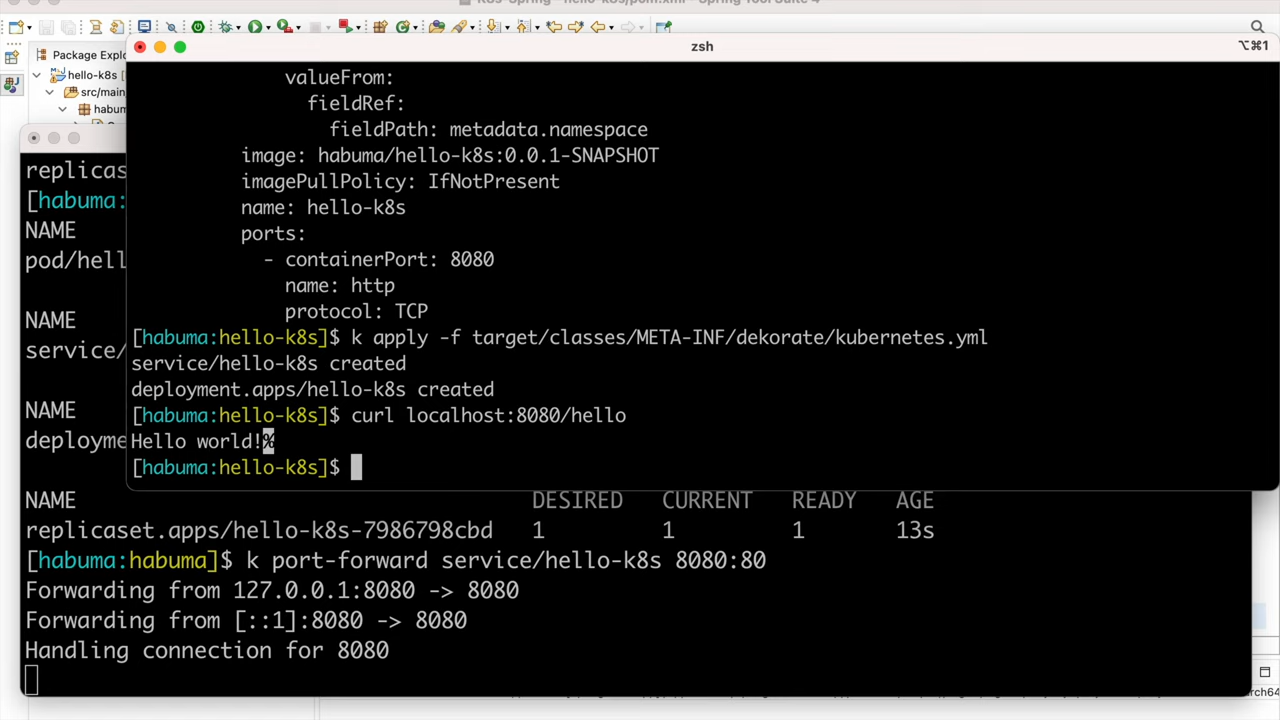 K8s-Spring - hello-k8s/pom.xml - Spring Tool Suite 4
Package Explo
hello-k8s [
src/main
habum
zsh
⌥⌘1
valueFrom:
fieldRef:
fieldPath: metadata.namespace
image: habuma/hello-k8s:0.0.1-SNAPSHOT
imagePullPolicy: IfNotPresent
name: hello-k8s
ports:
- containerPort: 8080
name: http
protocol: TCP
[habuma:hello-k8s]$ k apply -f target/classes/META-INF/dekorate/kubernetes.yml
service/hello-k8s created
deployment.apps/hello-k8s created
[habuma:hello-k8s]$ curl localhost:8080/hello
Hello world!%
[habuma:hello-k8s]$
replicas
[habuma:
NAME
pod/hell
NAME
service/
NAME
deployme
NAME DESIRED CURRENT READY AGE
replicaset.apps/hello-k8s-7986798cbd 1 1 1 13s
[habuma:habuma]$ k port-forward service/hello-k8s 8080:80
Forwarding from 127.0.0.1:8080 -> 8080
Forwarding from [::1]:8080 -> 8080
Handling connection for 8080
rch64